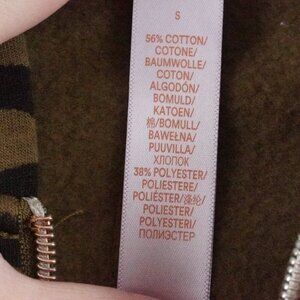 S
56% COTTON/
COTONE/
BAUMWOLLE/
COTON/
ALGODÓN/
BOMULD/
KATOEN/
棉/BOMULL/
BAWEŁNA/
PUUVILLA/
ХЛОПОК
38% POLYESTER/
POLIESTERE/
POLIÉSTER/涤纶/
POLIESTER/
POLYESTERI/
ПОЛИЭСТЕР